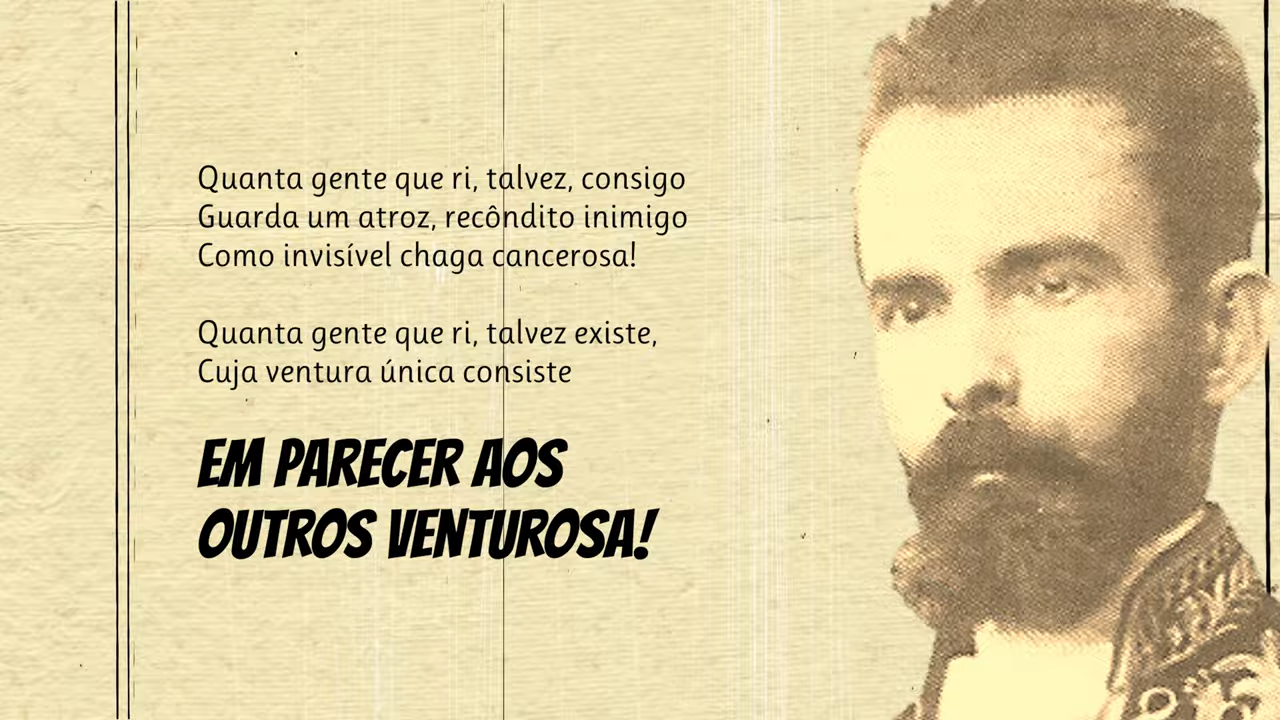 Quanta gente que ri, talvez, consigo
Guarda um atroz, recôndito inimigo
Como invisível chaga cancerosa!
Quanta gente que ri, talvez existe,
Cuja ventura única consiste
EM PARECER AOS
OUTROS VENTUROSA!